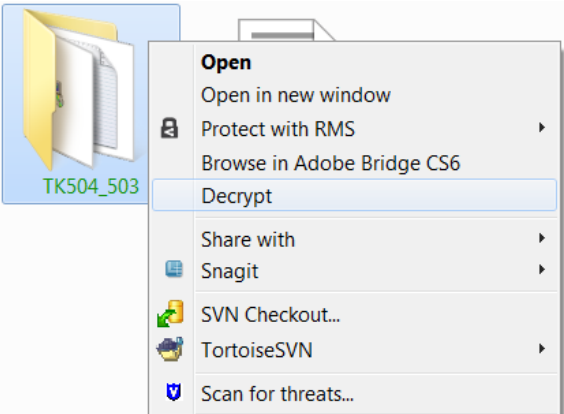 TK504_503
Open
Open in new window
Protect with RMS
Browse in Adobe Bridge CS6
Decrypt
Share with
Snagit
SVN Checkout...
TortoiseSVN
Scan for threats...